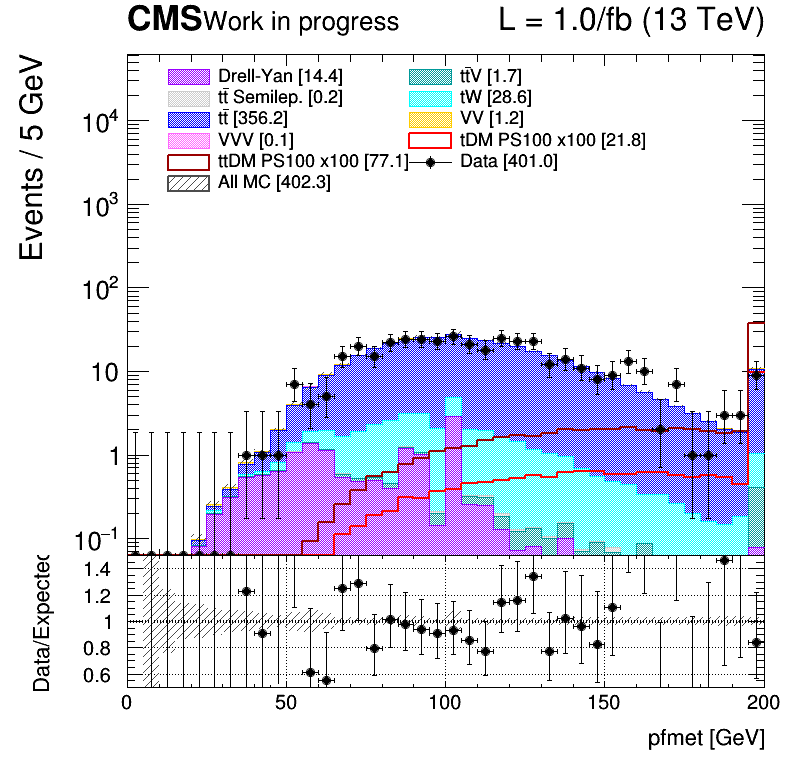 CMS Work in progress L = 1.0/fb (13 TeV)
Events / 5 GeV
Drell-Yan [14.4] tt̄V [1.7]
tt̄ Semilep. [0.2] tW [28.6]
tt̄ [356.2] VV [1.2]
VVV [0.1] tDM PS100 x100 [21.8]
ttDM PS100 x100 [77.1] Data [401.0]
All MC [402.3]
10⁴
10³
10²
10
1
10⁻¹
Data/Expected
1.4
1.2
1
0.8
0.6
0 50 100 150 200
pfmet [GeV]